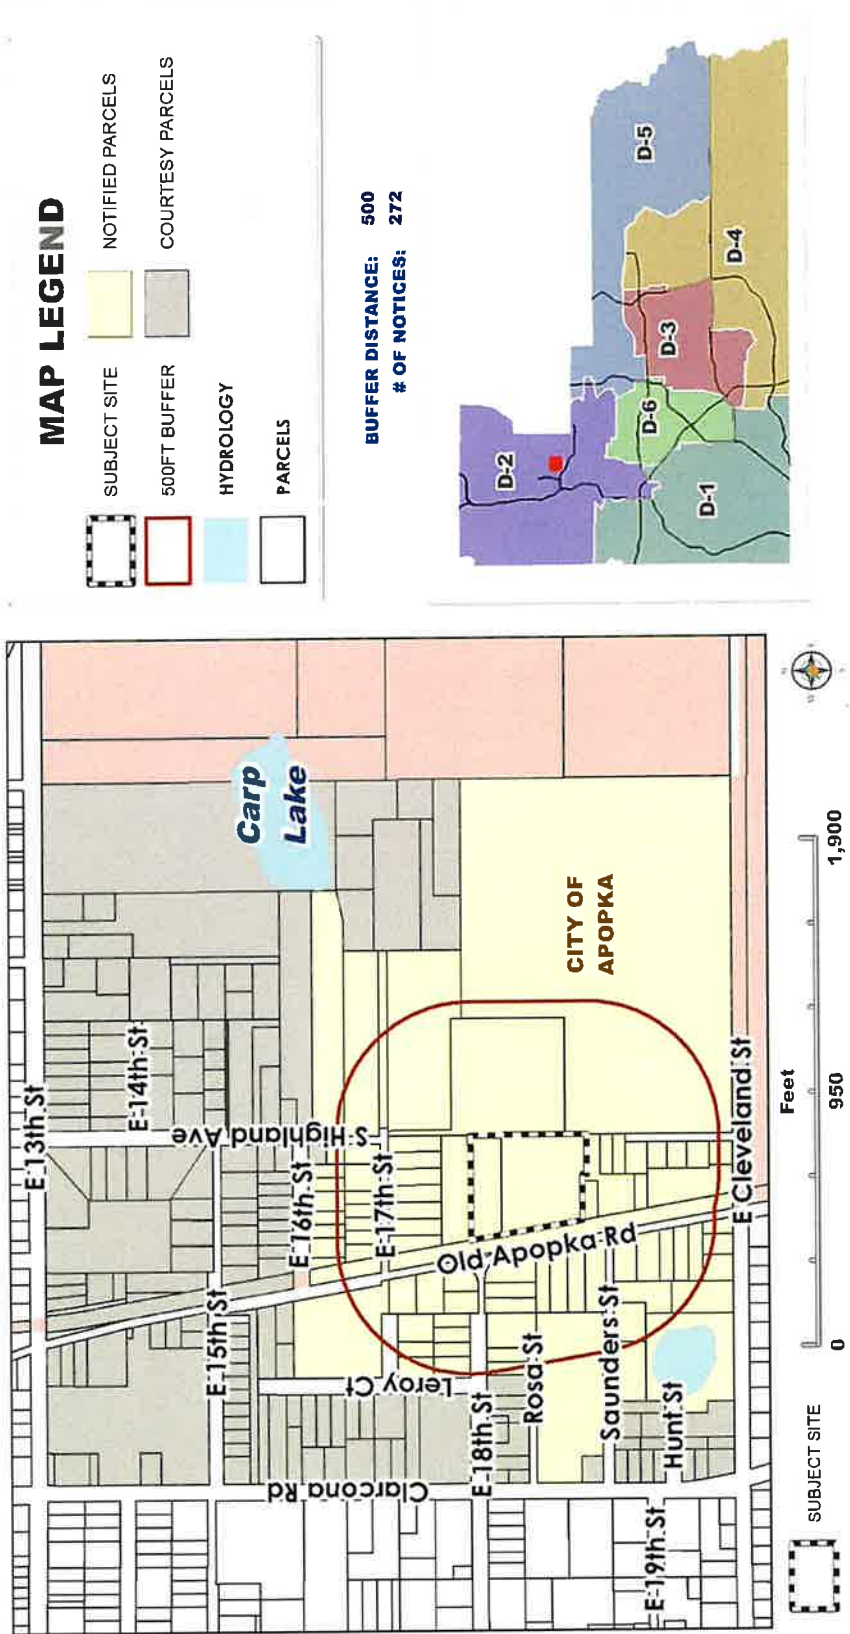 MAP LEGEND
SUBJECT SITE
NOTIFIED PARCELS
500FT BUFFER
COURTESY PARCELS
HYDROLOGY
PARCELS
BUFFER DISTANCE: 500
# OF NOTICES: 272
D-2
D-5
D-3
D-4
D-6
D-1
E 13th St
E 14th St
S Highland Ave
E 15th St
E 16th St
E 17th St
Carp
Lake
Old Apopka Rd
Leroy Ct
Clarcona Rd
E 18th St
Rosa St
Saunders St
Hunt St
E 19th St
CITY OF
APOPKA
E Cleveland St
SUBJECT SITE
Feet
0
950
1,900